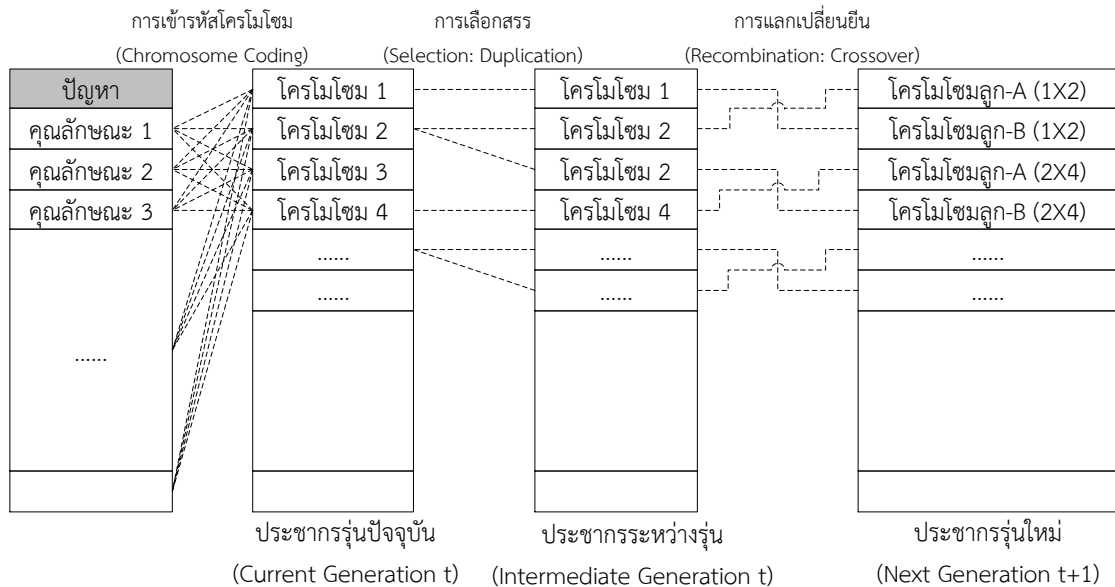 การเข้ารหัสโครโมโซม
(Chromosome Coding)
การเลือกสรร
(Selection: Duplication)
การแลกเปลี่ยนยีน
(Recombination: Crossover)
ปัญหา
คุณลักษณะ 1
คุณลักษณะ 2
คุณลักษณะ 3
......
โครโมโซม 1
โครโมโซม 2
โครโมโซม 3
โครโมโซม 4
......
......
ประชากรรุ่นปัจจุบัน
(Current Generation t)
โครโมโซม 1
โครโมโซม 2
โครโมโซม 2
โครโมโซม 4
......
......
ประชากรระหว่างรุ่น
(Intermediate Generation t)
โครโมโซมลูก-A (1X2)
โครโมโซมลูก-B (1X2)
โครโมโซมลูก-A (2X4)
โครโมโซมลูก-B (2X4)
......
......
ประชากรรุ่นใหม่
(Next Generation t+1)